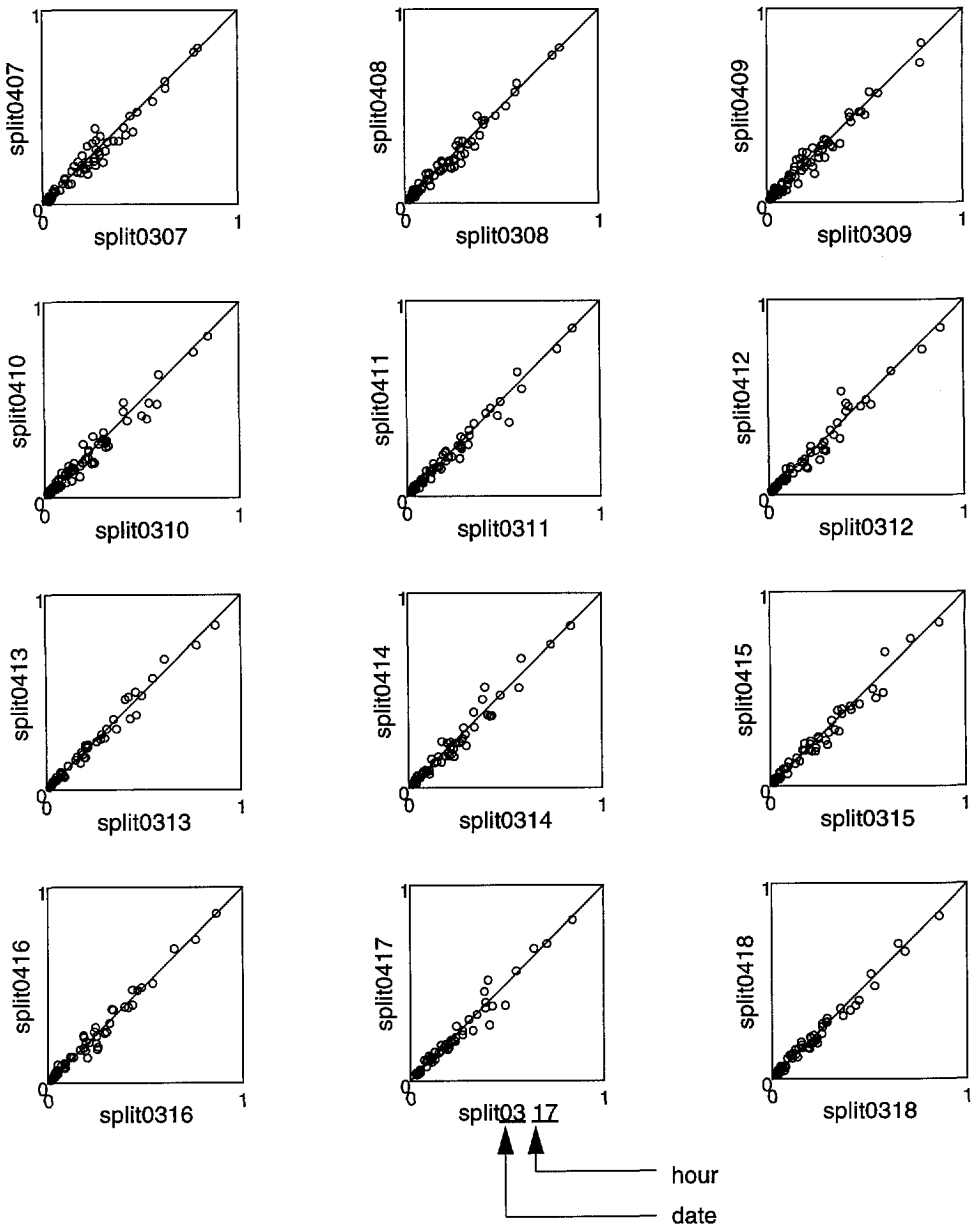 1 1 1
split0407 split0408 split0409
0 0 0
0 1 0 1 0 1
split0307 split0308 split0309
1 1 1
split0410 split0411 split0412
0 0 0
0 1 0 1 0 1
split0310 split0311 split0312
1 1 1
split0413 split0414 split0415
0 0 0
0 1 0 1 0 1
split0313 split0314 split0315
1 1 1
split0416 split0417 split0418
0 0 0
0 1 0 1 0 1
split0316 split03 17 split0318
hour
date